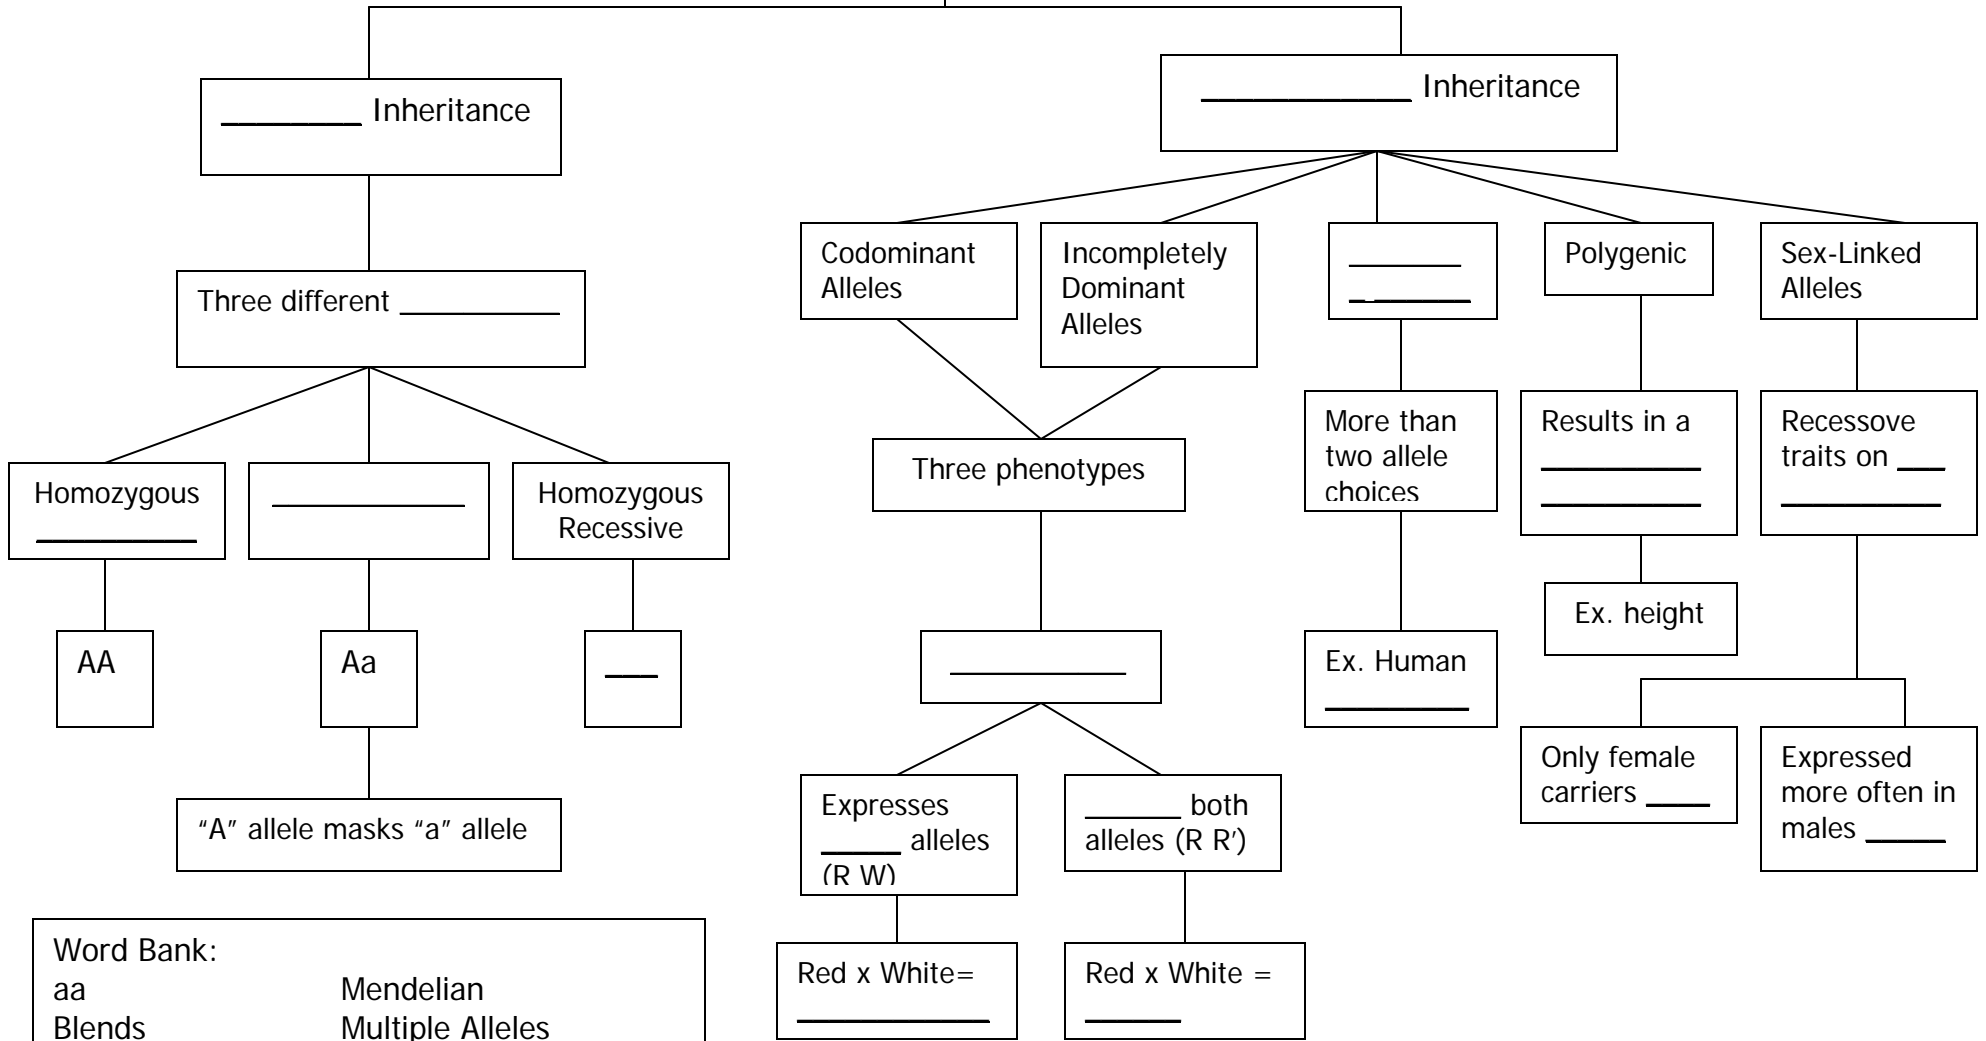 ________ Inheritance
____________ Inheritance
Codominant
Alleles
Incompletely
Dominant
Alleles
_______
_ ______
Polygenic
Sex-Linked
Alleles
Three different __________
More than
two allele
choices
Results in a
__________
__________
Recessove
traits on ___
__________
Three phenotypes
Homozygous
__________
____________
Homozygous
Recessive
Ex. height
AA
Aa
___
___________
Ex. Human
_________
Only female
carriers ____
Expressed
more often in
males _____
Expresses
_____ alleles
(R W)
______ both
alleles (R R’)
“A” allele masks “a” allele
Red x White=
____________
Red x White =
______
Word Bank:
aa Mendelian
Blends Multiple Alleles